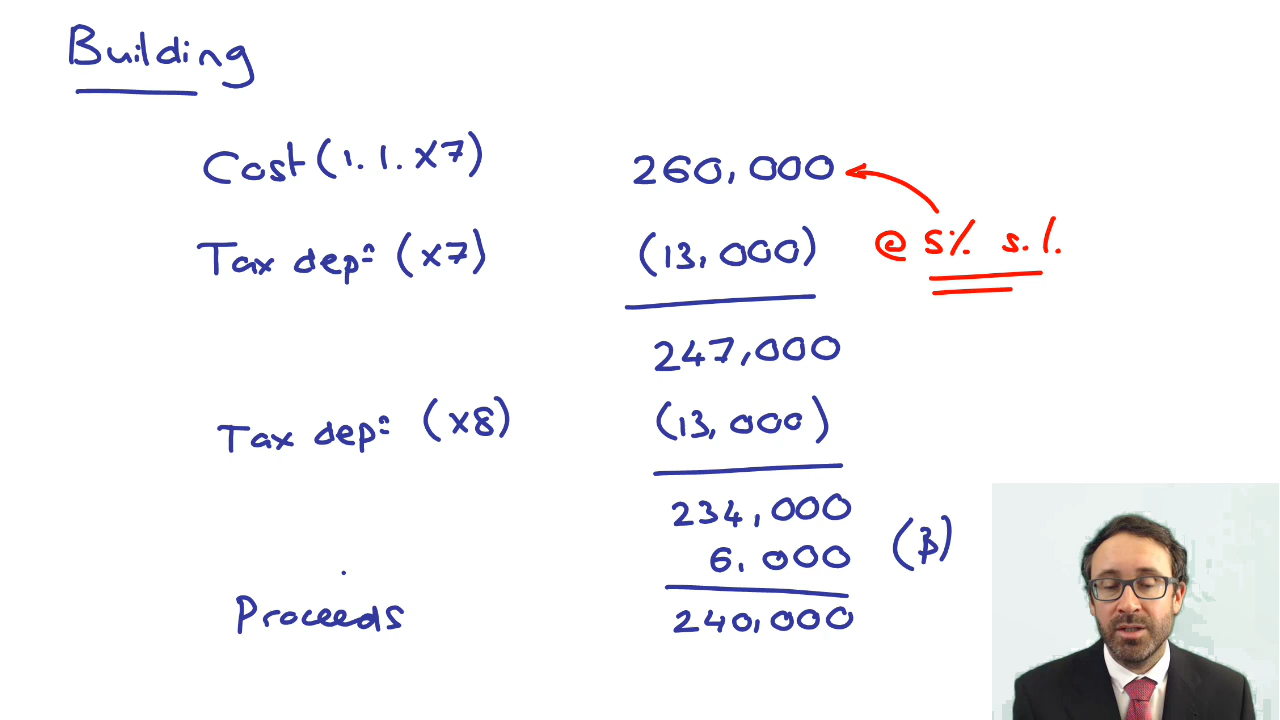 Building
Cost (1.1.X7) 260,000
Tax depn (X7) (13,000) @ 5% s.l.
247,000
Tax depn (X8) (13,000)
234,000
6,000 (β)
Proceeds 240,000